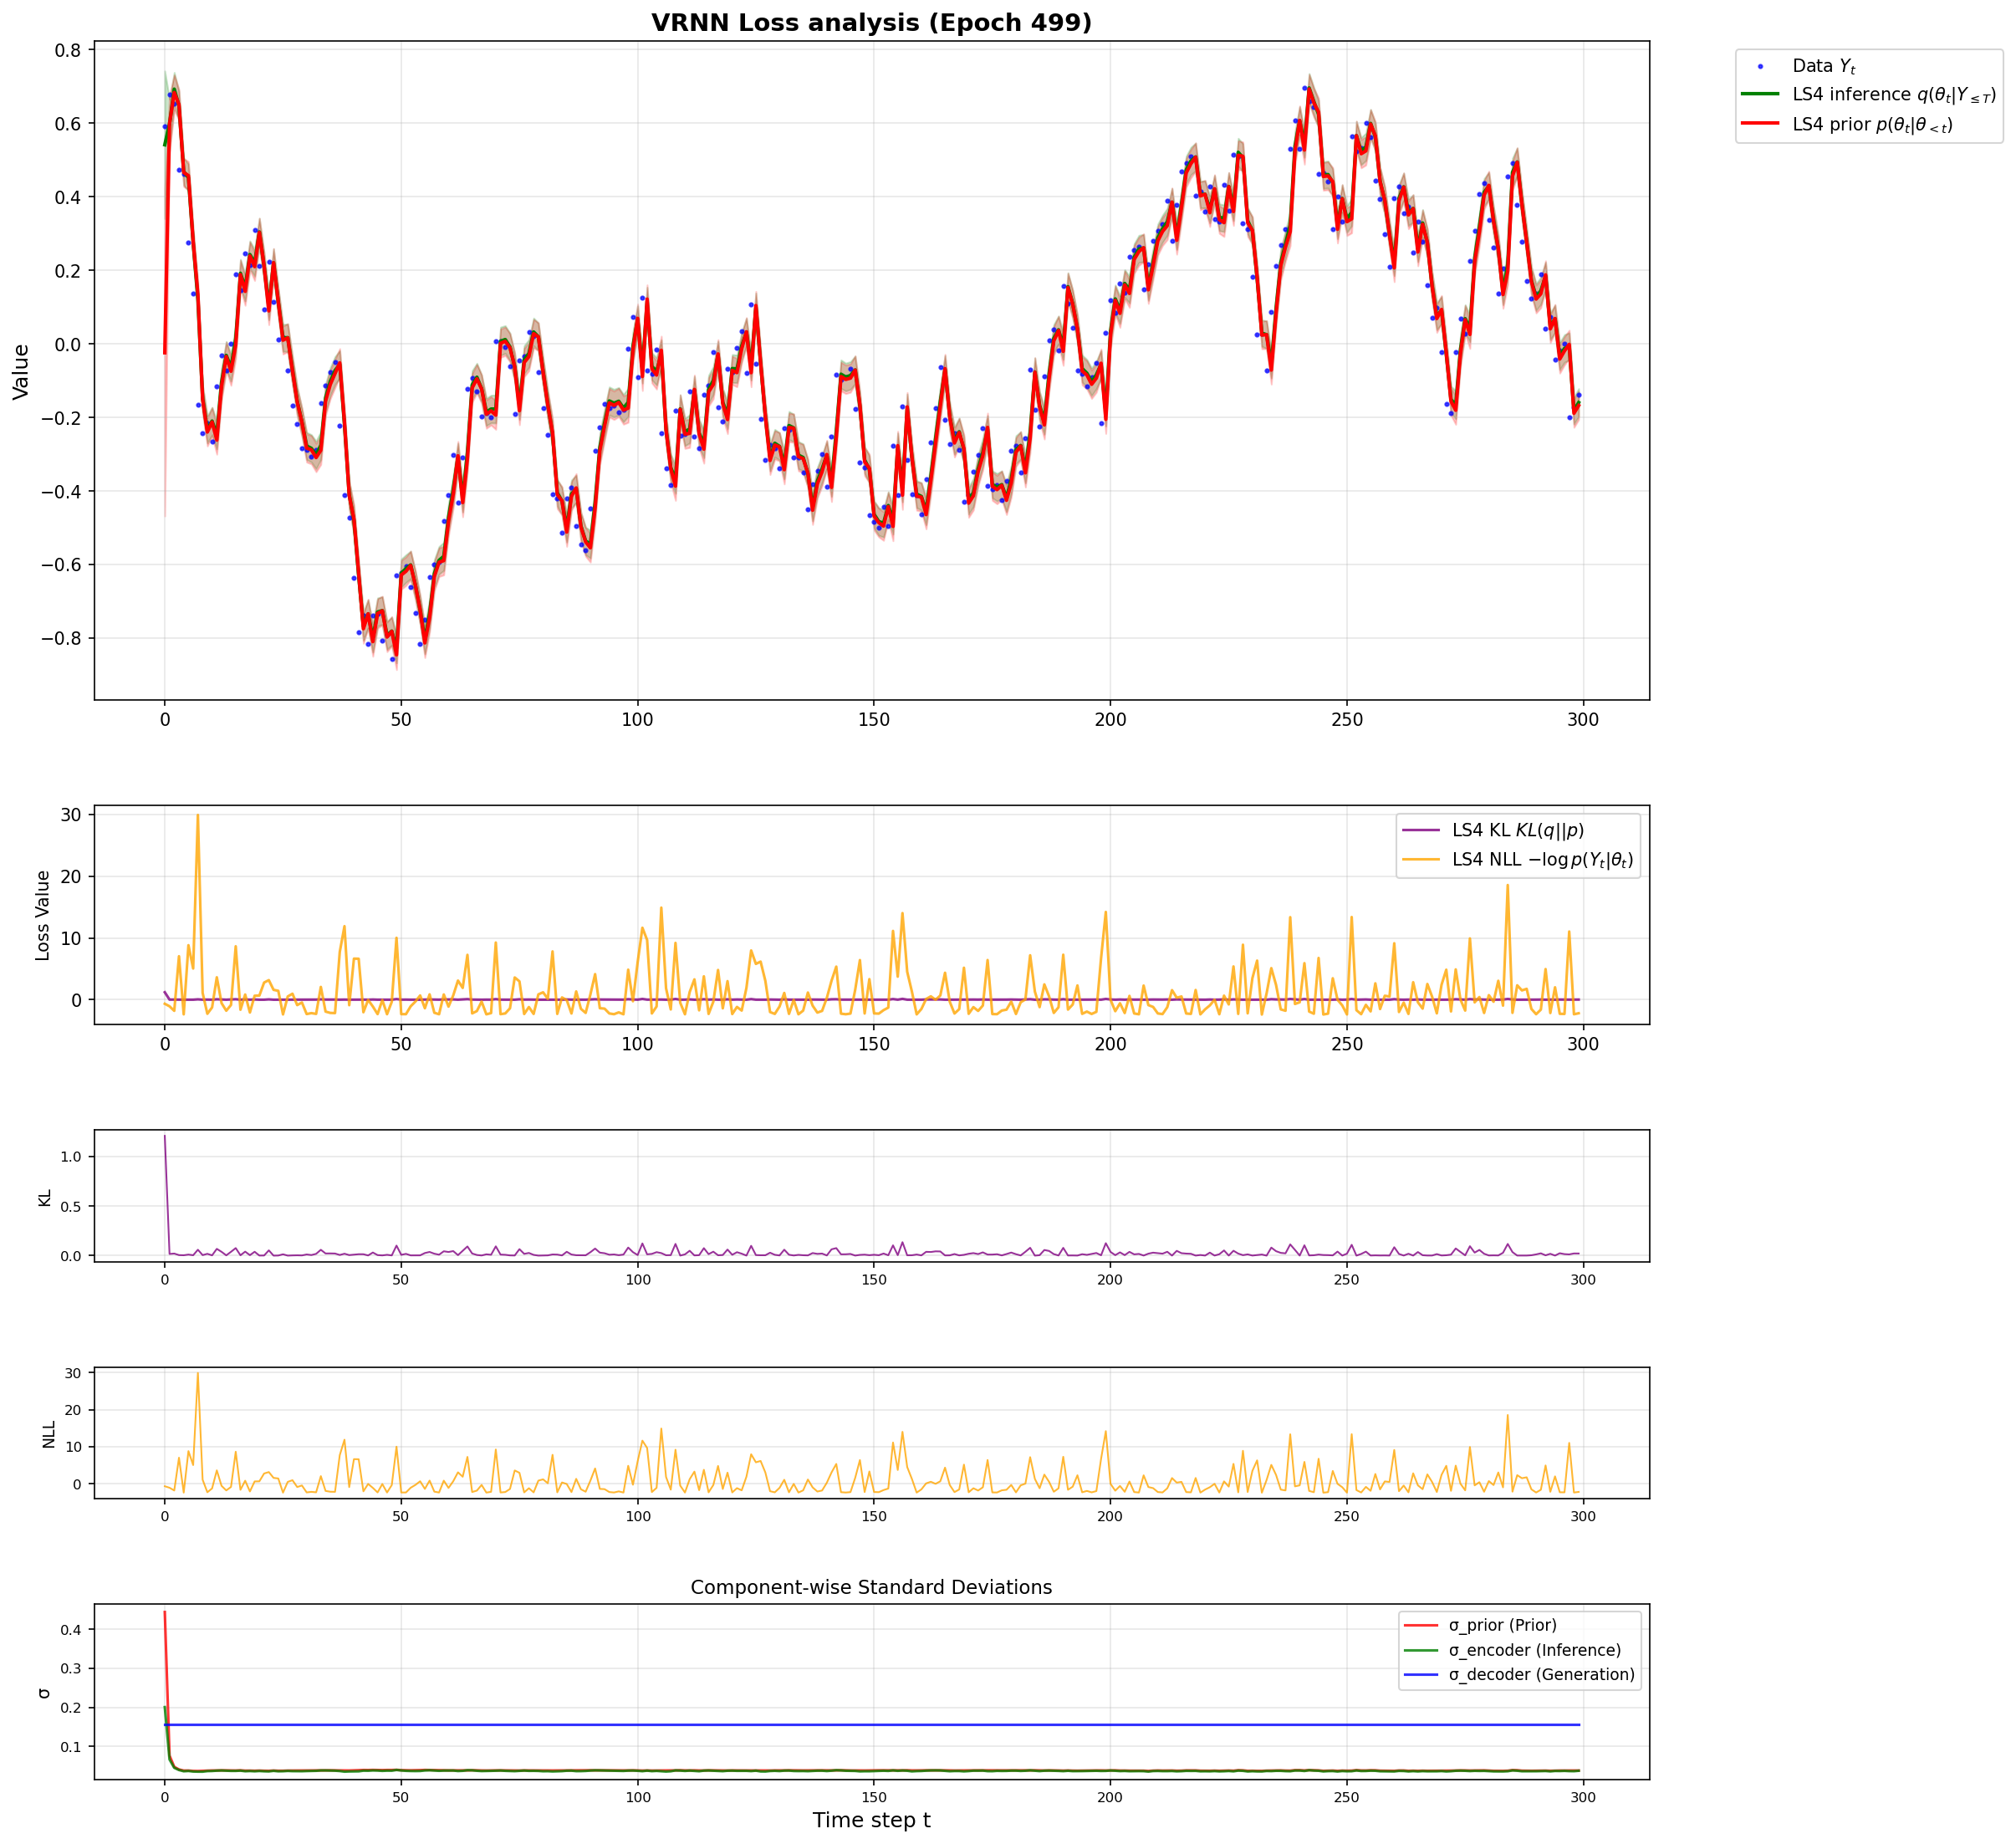 VRNN Loss analysis (Epoch 499)
Data Y_t
LS4 inference q(θ_t|Y_{≤T})
LS4 prior p(θ_t|θ_{<t})
Value
0.8
0.6
0.4
0.2
0.0
−0.2
−0.4
−0.6
−0.8
0 50 100 150 200 250 300
Loss Value
30
20
10
0
LS4 KL KL(q||p)
LS4 NLL −log p(Y_t|θ_t)
0 50 100 150 200 250 300
KL
1.0
0.5
0.0
0 50 100 150 200 250 300
NLL
30
20
10
0
0 50 100 150 200 250 300
Component-wise Standard Deviations
σ
0.4
0.3
0.2
0.1
σ_prior (Prior)
σ_encoder (Inference)
σ_decoder (Generation)
0 50 100 150 200 250 300
Time step t